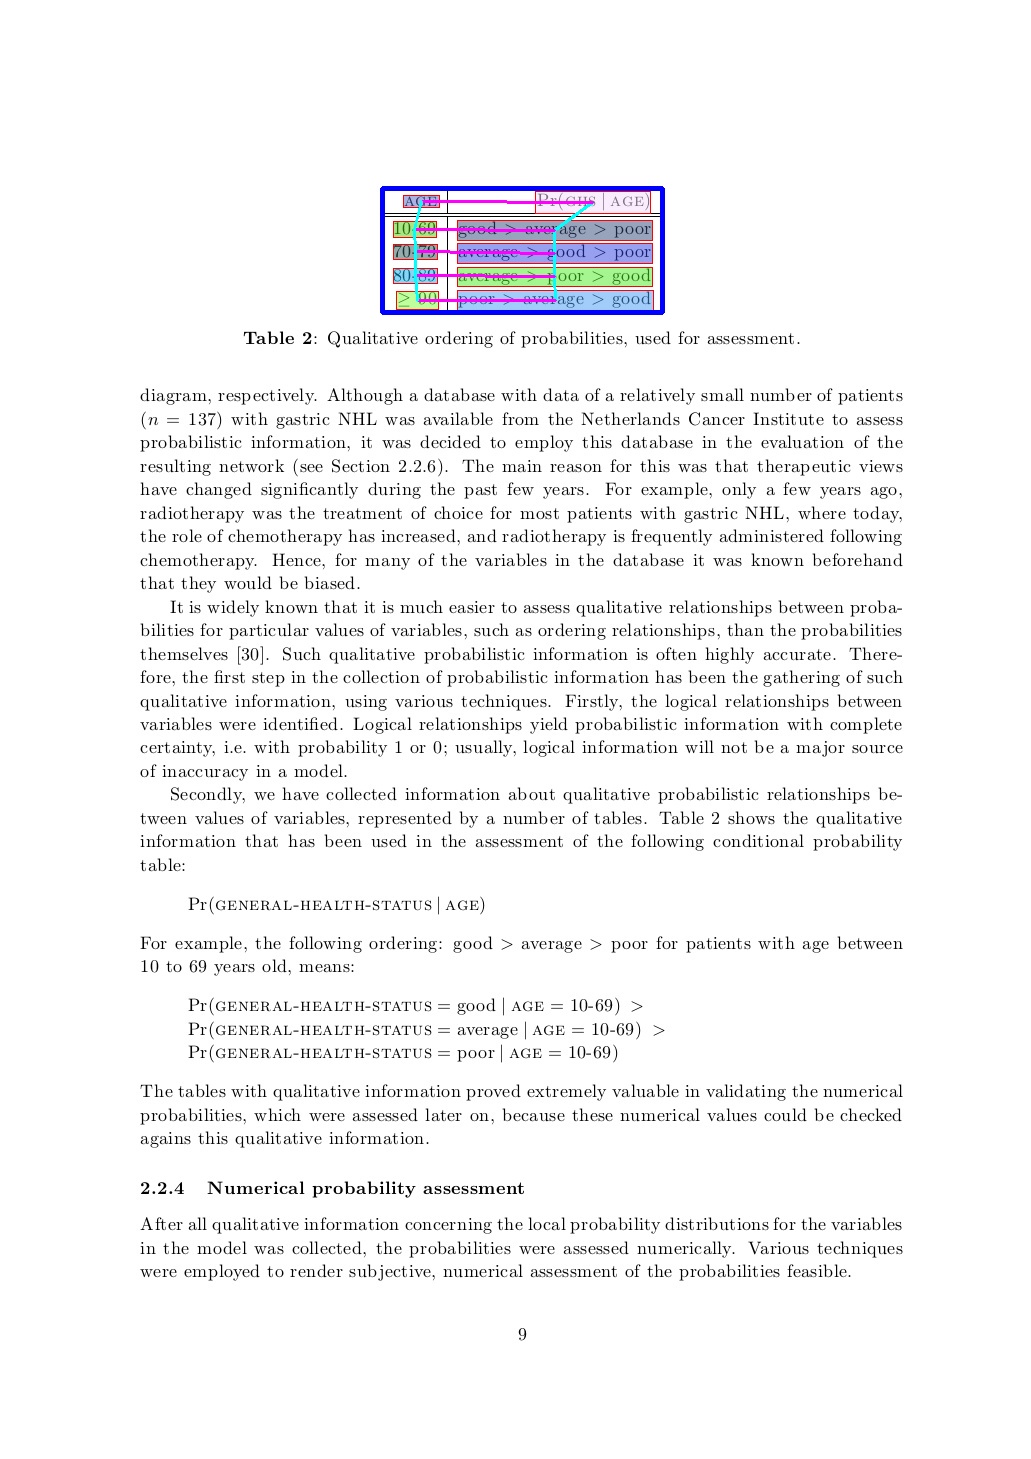 AGE Pr(GHS | AGE)
10-69 good > average > poor
70-79 average > good > poor
80-89 average > poor > good
≥ 90 poor > average > good
Table 2: Qualitative ordering of probabilities, used for assessment.
diagram, respectively. Although a database with data of a relatively small number of patients
(n = 137) with gastric NHL was available from the Netherlands Cancer Institute to assess
probabilistic information, it was decided to employ this database in the evaluation of the
resulting network (see Section 2.2.6). The main reason for this was that therapeutic views
have changed significantly during the past few years. For example, only a few years ago,
radiotherapy was the treatment of choice for most patients with gastric NHL, where today,
the role of chemotherapy has increased, and radiotherapy is frequently administered following
chemotherapy. Hence, for many of the variables in the database it was known beforehand
that they would be biased.
It is widely known that it is much easier to assess qualitative relationships between proba-
bilities for particular values of variables, such as ordering relationships, than the probabilities
themselves [30]. Such qualitative probabilistic information is often highly accurate. There-
fore, the first step in the collection of probabilistic information has been the gathering of such
qualitative information, using various techniques. Firstly, the logical relationships between
variables were identified. Logical relationships yield probabilistic information with complete
certainty, i.e. with probability 1 or 0; usually, logical information will not be a major source
of inaccuracy in a model.
Secondly, we have collected information about qualitative probabilistic relationships be-
tween values of variables, represented by a number of tables. Table 2 shows the qualitative
information that has been used in the assessment of the following conditional probability
table:
Pr(GENERAL-HEALTH-STATUS | AGE)
For example, the following ordering: good > average > poor for patients with age between
10 to 69 years old, means:
Pr(GENERAL-HEALTH-STATUS = good | AGE = 10-69) >
Pr(GENERAL-HEALTH-STATUS = average | AGE = 10-69) >
Pr(GENERAL-HEALTH-STATUS = poor | AGE = 10-69)
The tables with qualitative information proved extremely valuable in validating the numerical
probabilities, which were assessed later on, because these numerical values could be checked
agains this qualitative information.
2.2.4 Numerical probability assessment
After all qualitative information concerning the local probability distributions for the variables
in the model was collected, the probabilities were assessed numerically. Various techniques
were employed to render subjective, numerical assessment of the probabilities feasible.
9